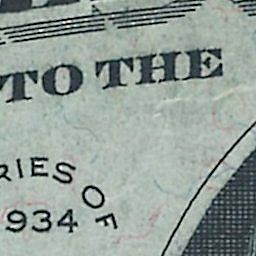 TO THE
RIES OF
934